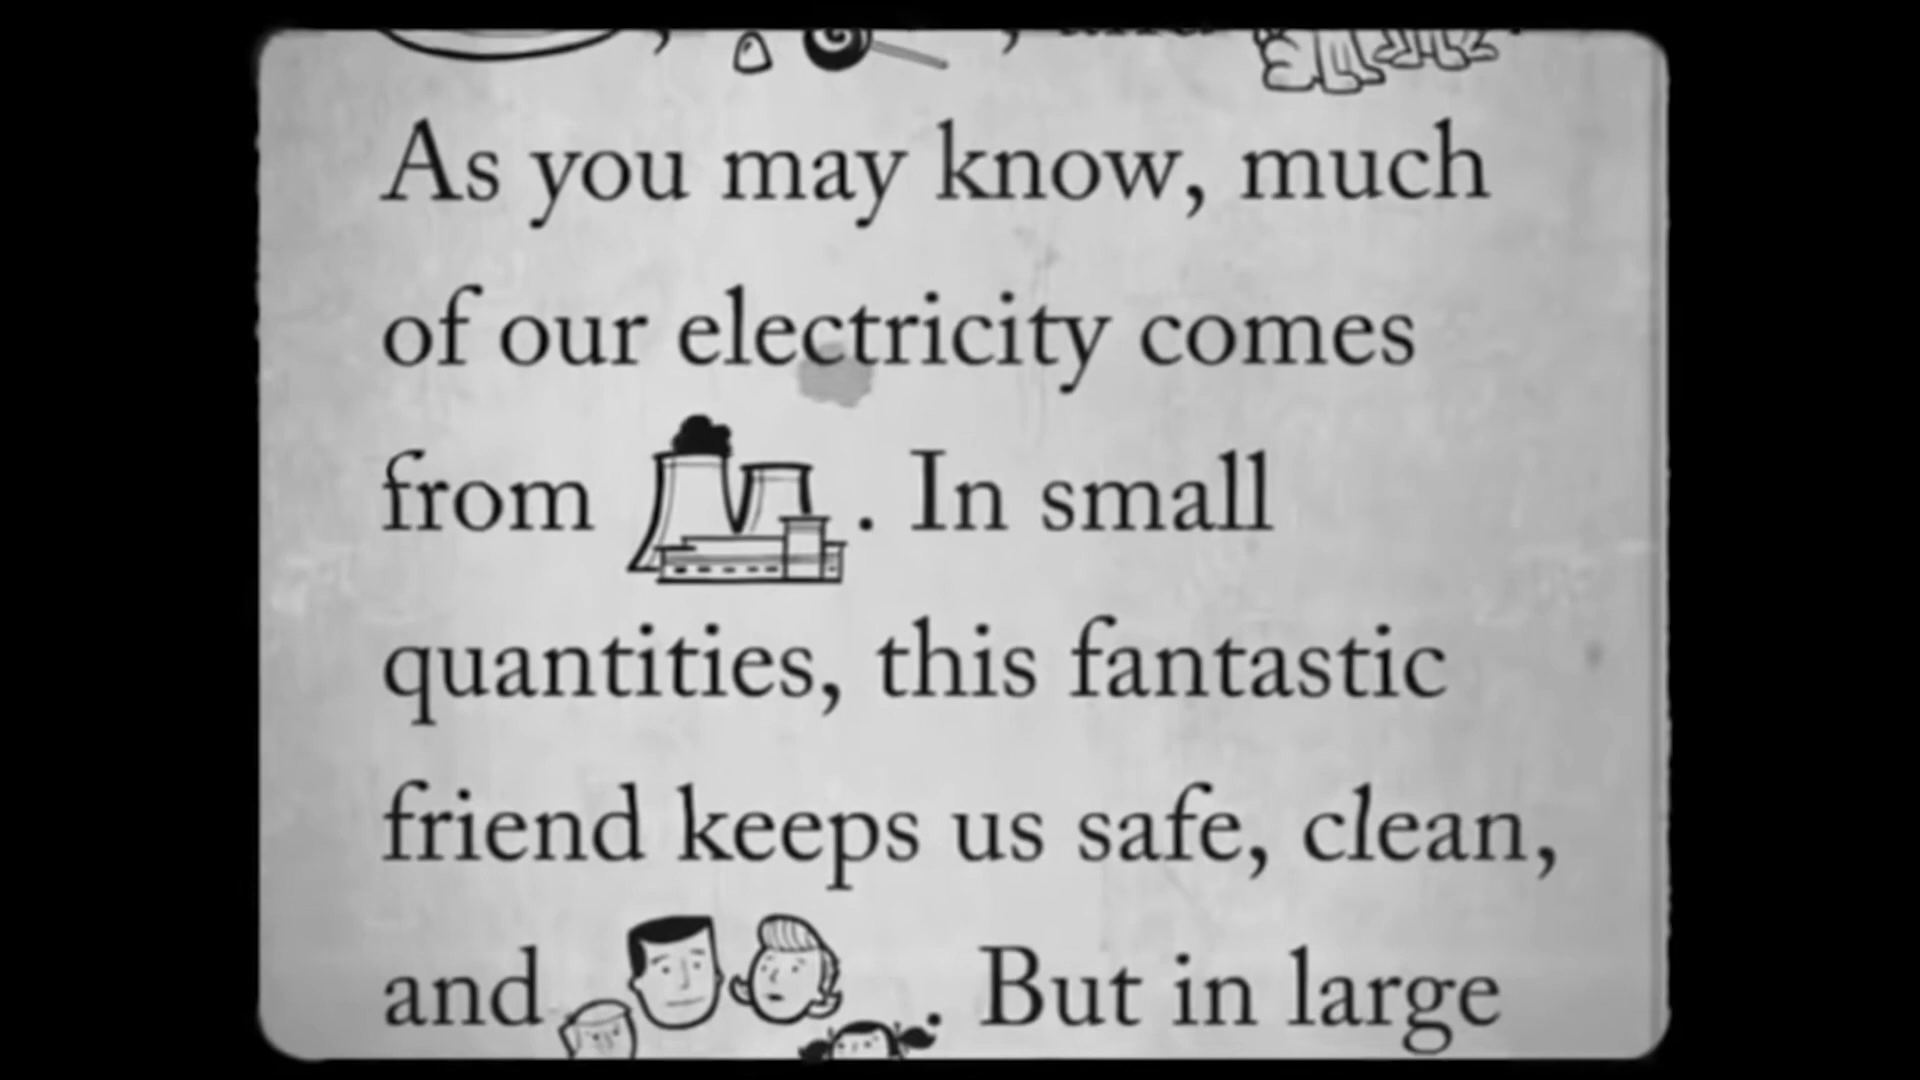 As you may know, much
of our electricity comes
from . In small
quantities, this fantastic
friend keeps us safe, clean,
and . But in large